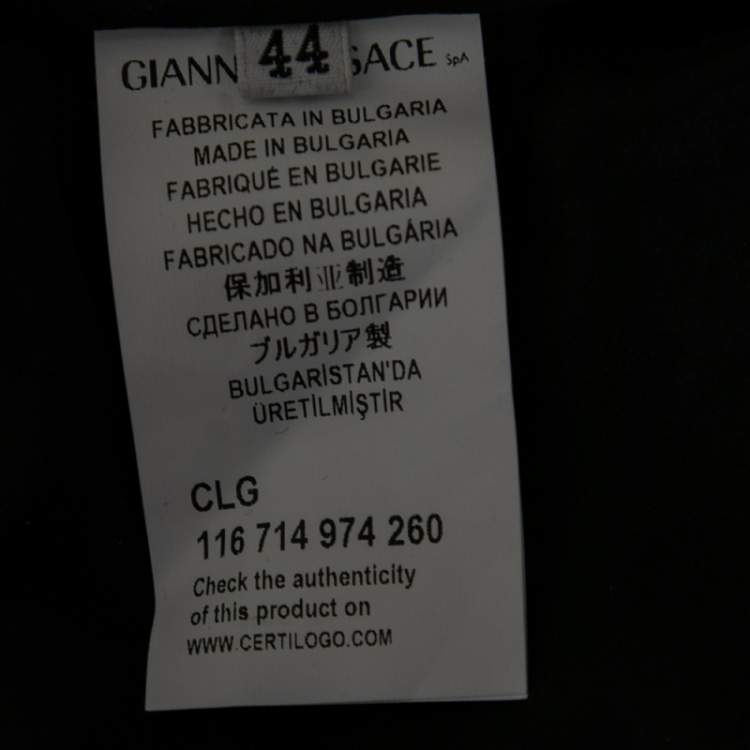 GIANN 44 SACE SpA
FABBRICATA IN BULGARIA
MADE IN BULGARIA
FABRIQUÉ EN BULGARIE
HECHO EN BULGARIA
FABRICADO NA BULGÁRIA
保加利亚制造
СДЕЛАНО В БОЛГАРИИ
ブルガリア製
BULGARİSTAN'DA
ÜRETİLMİŞTİR
CLG
116 714 974 260
Check the authenticity
of this product on
WWW.CERTILOGO.COM